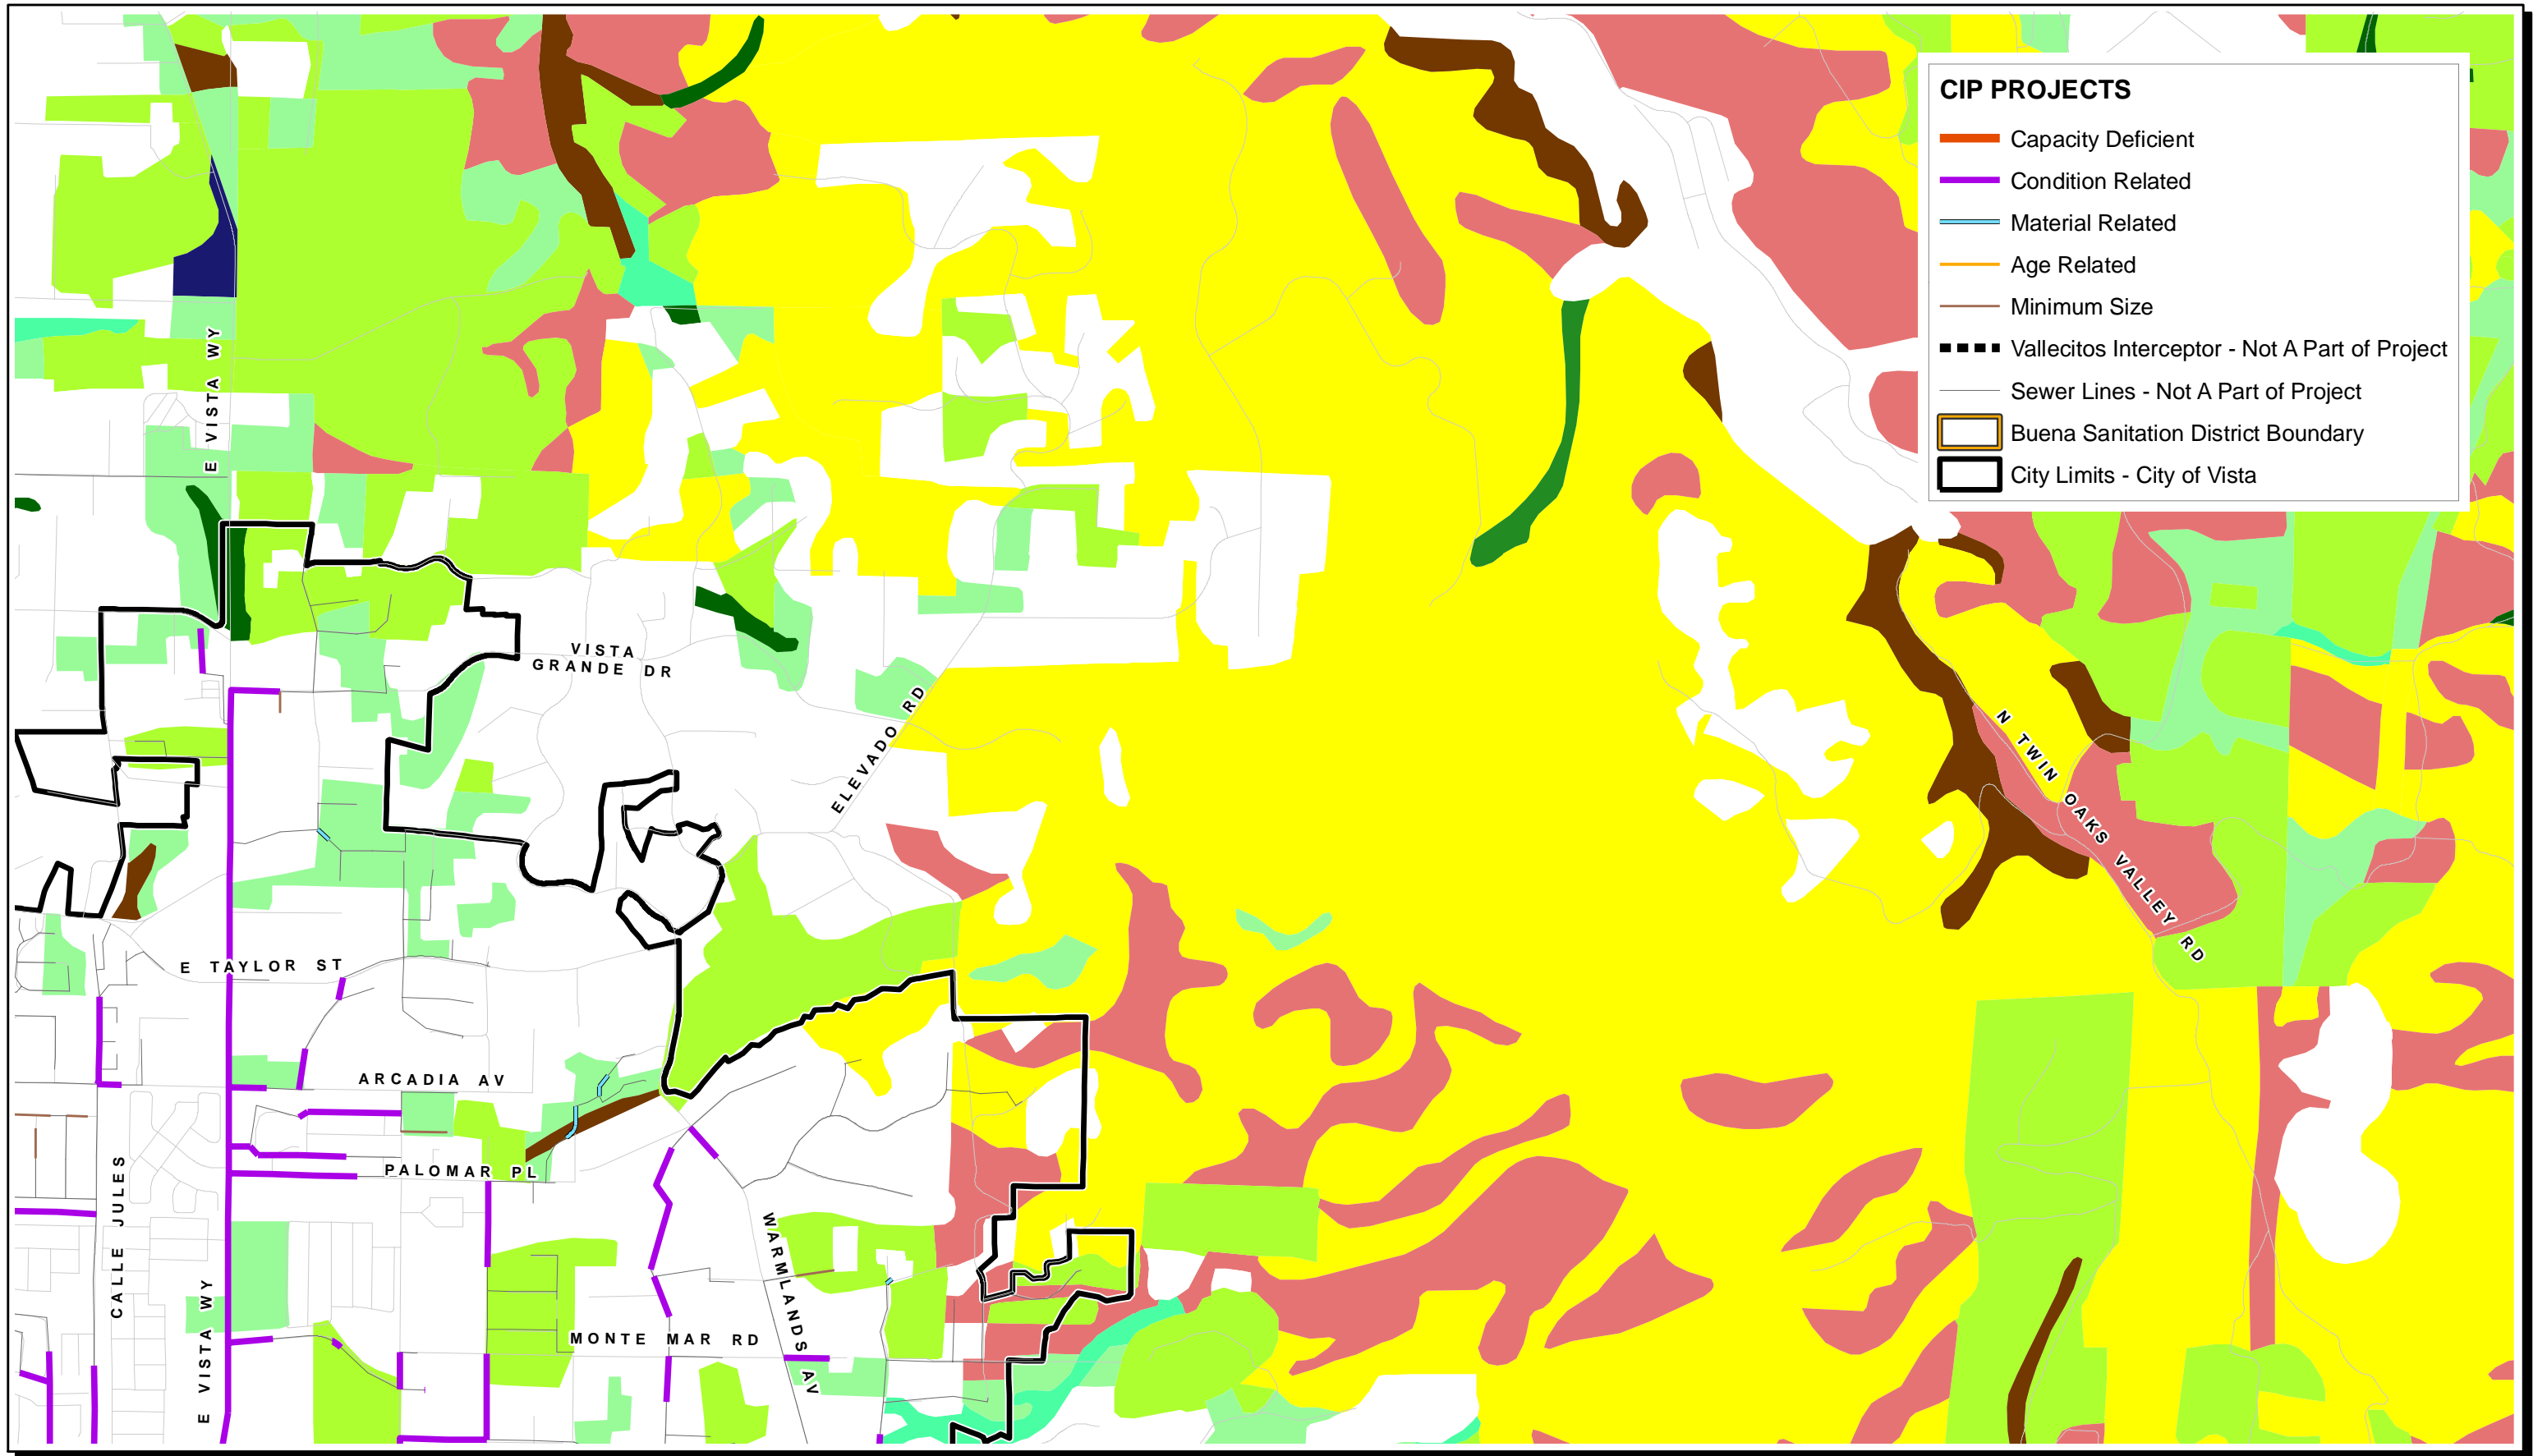 CIP PROJECTS
Capacity Deficient
Condition Related
Material Related
Age Related
Minimum Size
Vallecitos Interceptor - Not A Part of Project
Sewer Lines - Not A Part of Project
Buena Sanitation District Boundary
City Limits - City of Vista
E VISTA WY
VISTA
GRANDE DR
ELEVADO RD
N TWIN OAKS VALLEY RD
E TAYLOR ST
ARCADIA AV
PALOMAR PL
CALLE JULES
E VISTA WY
WARMLANDS AV
MONTE MAR RD